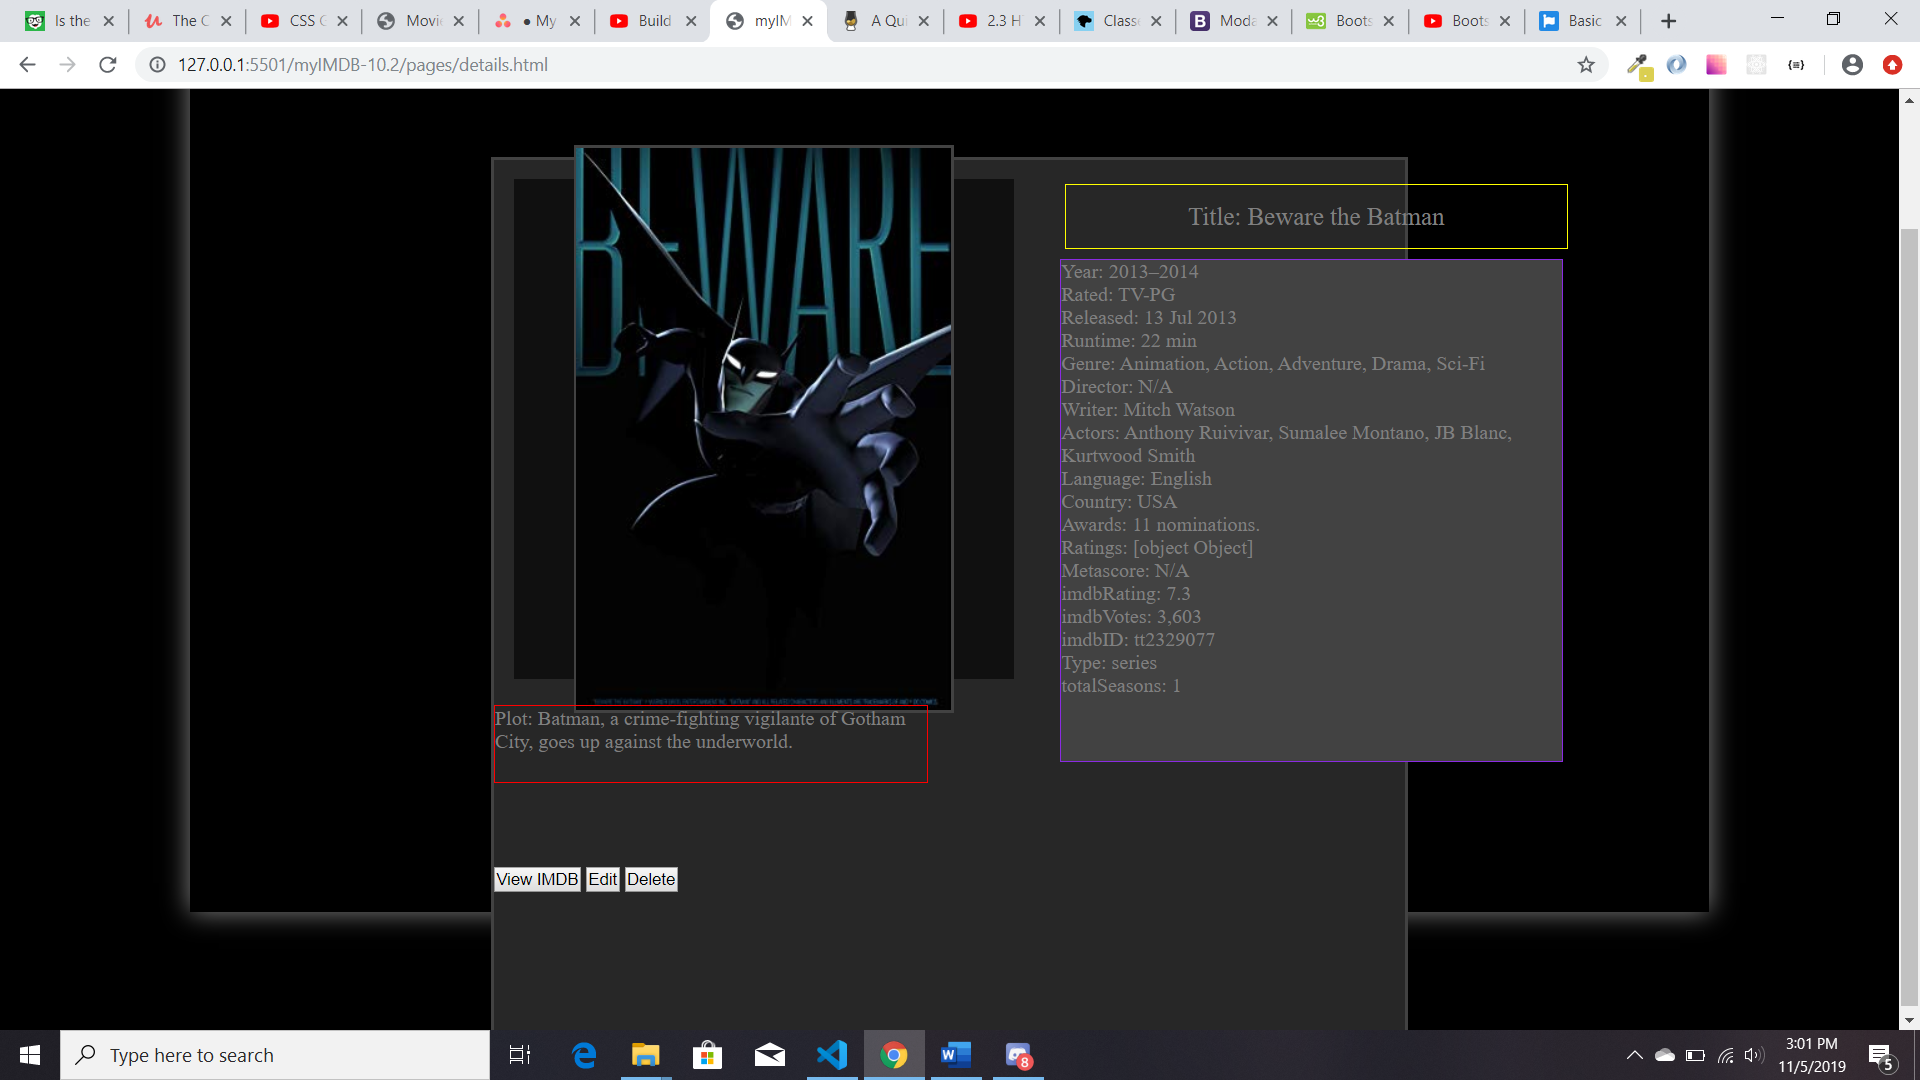 Is the
The C
CSS G
Movi
● My
Build
myIM
A Qui
2.3 H
Class
Moda
Boots
Boots
Basic
127.0.0.1:5501/myIMDB-10.2/pages/details.html
BEWARE
Title: Beware the Batman
Year: 2013–2014
Rated: TV-PG
Released: 13 Jul 2013
Runtime: 22 min
Genre: Animation, Action, Adventure, Drama, Sci-Fi
Director: N/A
Writer: Mitch Watson
Actors: Anthony Ruivivar, Sumalee Montano, JB Blanc,
Kurtwood Smith
Language: English
Country: USA
Awards: 11 nominations.
Ratings: [object Object]
Metascore: N/A
imdbRating: 7.3
imdbVotes: 3,603
imdbID: tt2329077
Type: series
totalSeasons: 1
Plot: Batman, a crime-fighting vigilante of Gotham
City, goes up against the underworld.
View IMDB Edit Delete
Type here to search
8
3:01 PM
11/5/2019
5